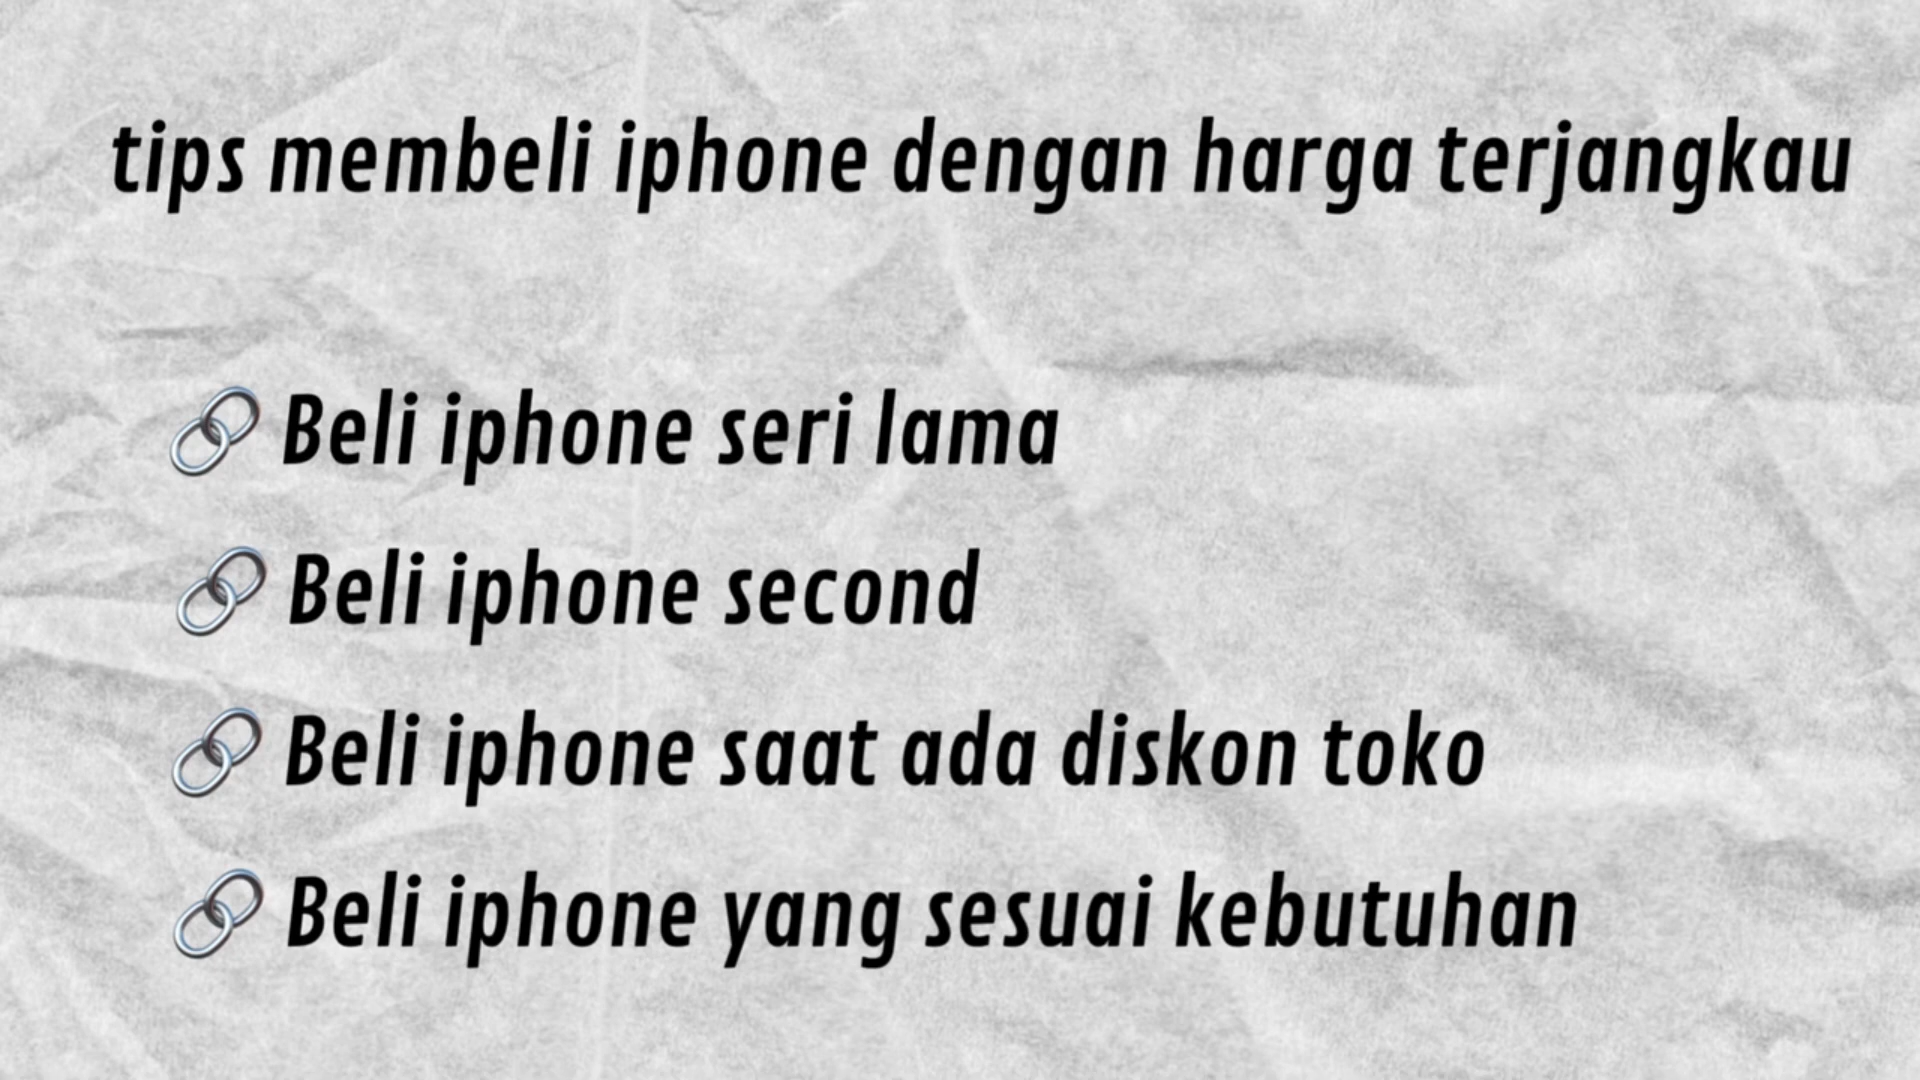 tips membeli iphone dengan harga terjangkau
🔗 Beli iphone seri lama
🔗 Beli iphone second
🔗 Beli iphone saat ada diskon toko
🔗 Beli iphone yang sesuai kebutuhan